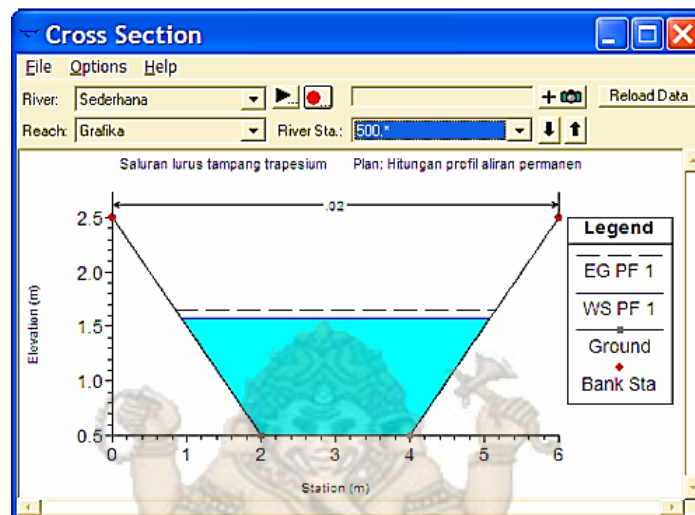 Cross Section
File Options Help
River: Sederhana Reload Data
Reach: Grafika River Sta.: 500.*
Saluran lurus tampang trapesium Plan: Hitungan profil aliran permanen
.02
2.5
2.0
1.5
1.0
0.5
0 1 2 3 4 5 6
Elevation (m)
Station (m)
Legend
EG PF 1
WS PF 1
Ground
Bank Sta